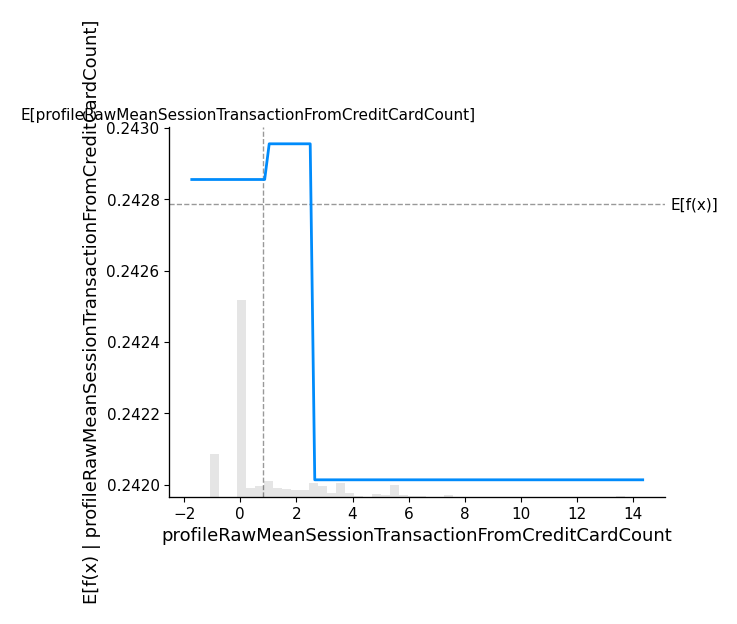 E[profileRawMeanSessionTransactionFromCreditCardCount]
E[f(x) | profileRawMeanSessionTransactionFromCreditCardCount]
0.2430
0.2428
0.2426
0.2424
0.2422
0.2420
E[f(x)]
−2 0 2 4 6 8 10 12 14
profileRawMeanSessionTransactionFromCreditCardCount